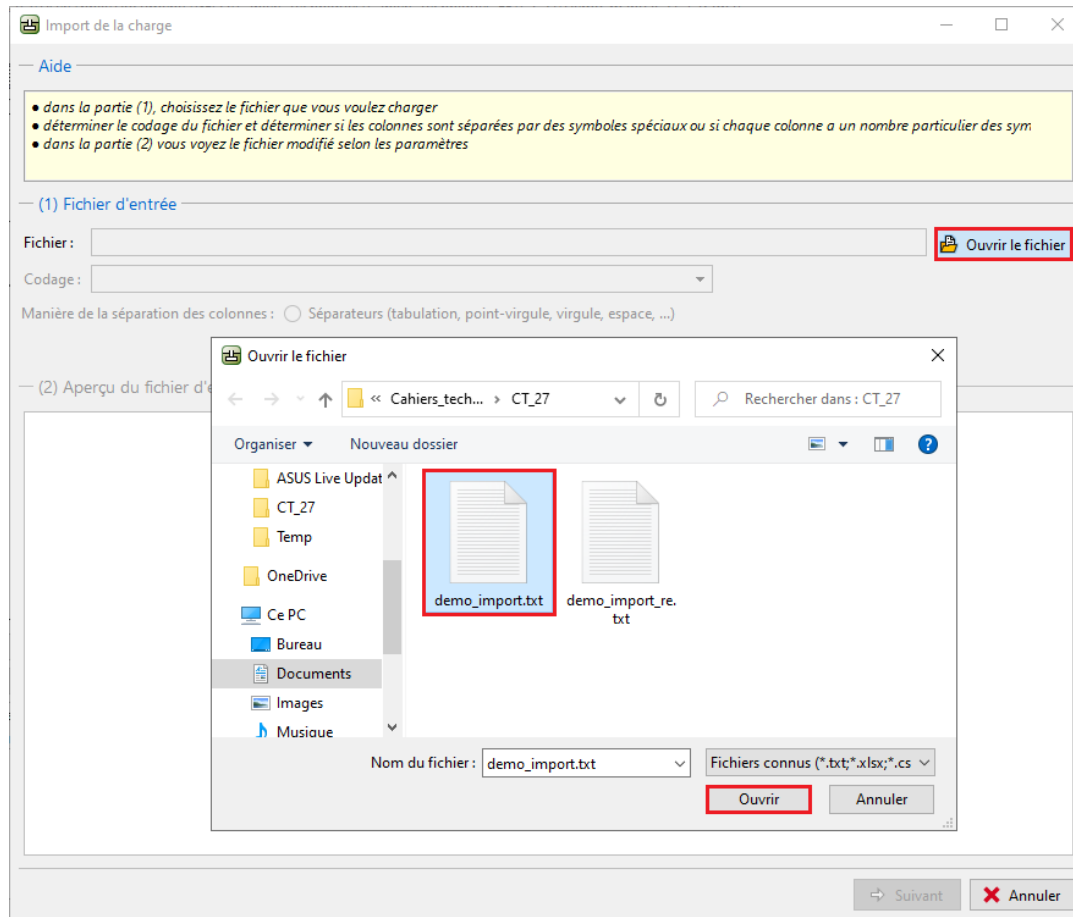 Import de la charge
Aide
● dans la partie (1), choisissez le fichier que vous voulez charger
● déterminer le codage du fichier et déterminer si les colonnes sont séparées par des symboles spéciaux ou si chaque colonne a un nombre particulier des sym
● dans la partie (2) vous voyez le fichier modifié selon les paramètres
(1) Fichier d'entrée
Fichier :
Ouvrir le fichier
Codage :
Manière de la séparation des colonnes : Séparateurs (tabulation, point-virgule, virgule, espace, ...)
(2) Aperçu du fichier d'e
Ouvrir le fichier
« Cahiers_tech... › CT_27
Rechercher dans : CT_27
Organiser
Nouveau dossier
ASUS Live Updat
CT_27
Temp
OneDrive
Ce PC
Bureau
Documents
Images
Musique
demo_import.txt
demo_import_re.
txt
Nom du fichier : demo_import.txt
Fichiers connus (*.txt;*.xlsx;*.cs
Ouvrir
Annuler
Suivant
Annuler